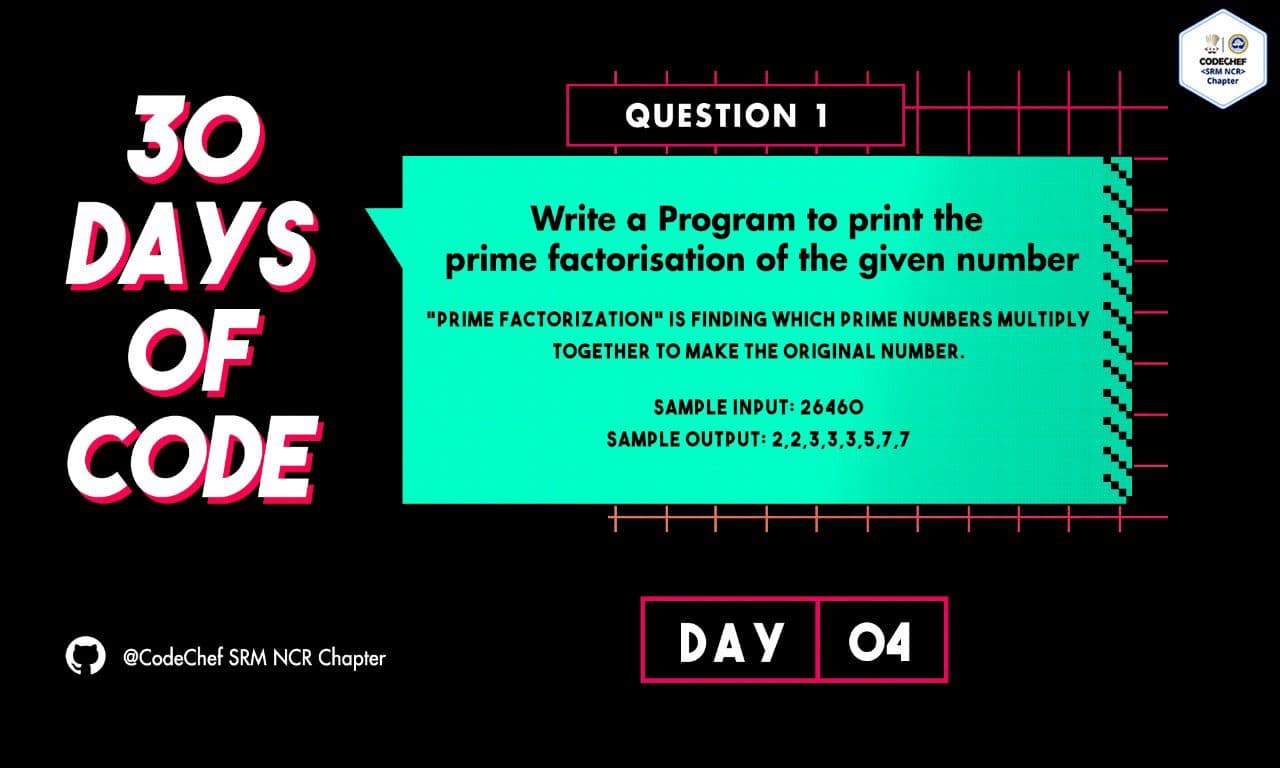 30
DAYS
OF
CODE
CODECHEF
<SRM NCR>
Chapter
QUESTION 1
Write a Program to print the
prime factorisation of the given number
"PRIME FACTORIZATION" IS FINDING WHICH PRIME NUMBERS MULTIPLY
TOGETHER TO MAKE THE ORIGINAL NUMBER.
SAMPLE INPUT: 26460
SAMPLE OUTPUT: 2,2,3,3,3,5,7,7
DAY 04
@CodeChef SRM NCR Chapter